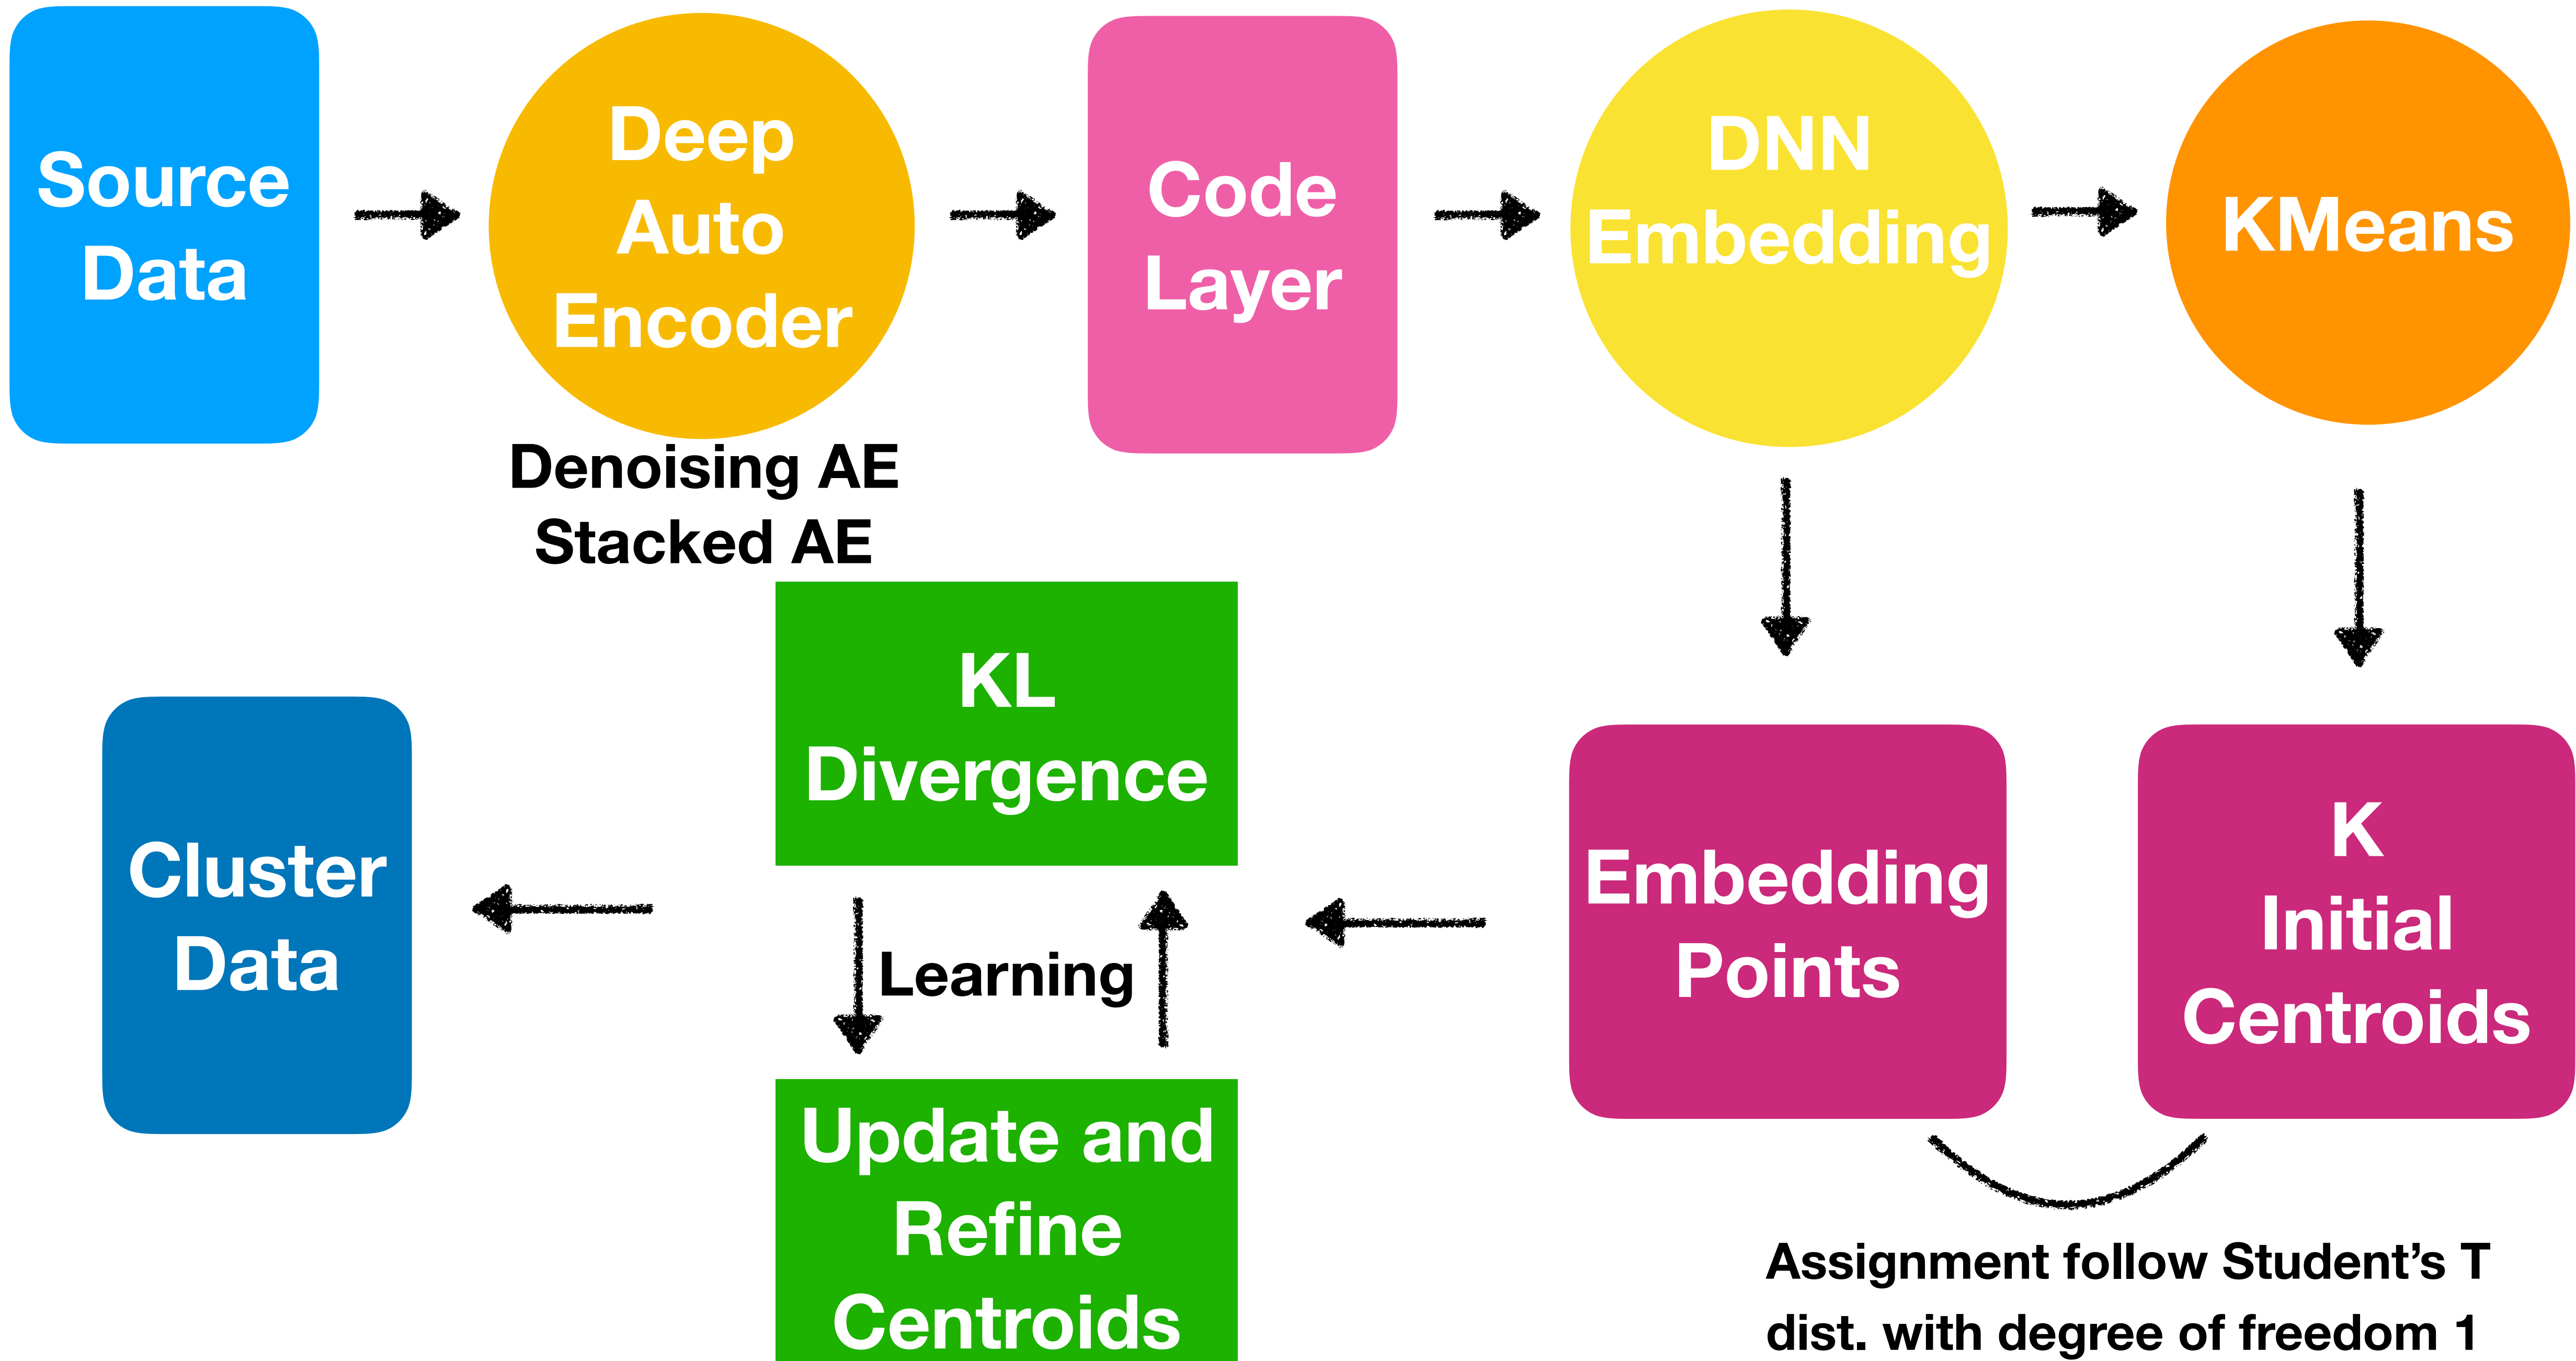 Source
Data
Deep
Auto
Encoder
Denoising AE
Stacked AE
Code
Layer
DNN
Embedding
KMeans
Embedding
Points
K
Initial
Centroids
Assignment follow Student’s T
dist. with degree of freedom 1
KL
Divergence
Learning
Update and
Refine
Centroids
Cluster
Data